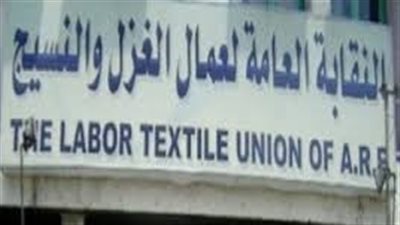 النقابة العامة لعمال الغزل والنسيج
THE LABOR TEXTILE UNION OF A.R.E